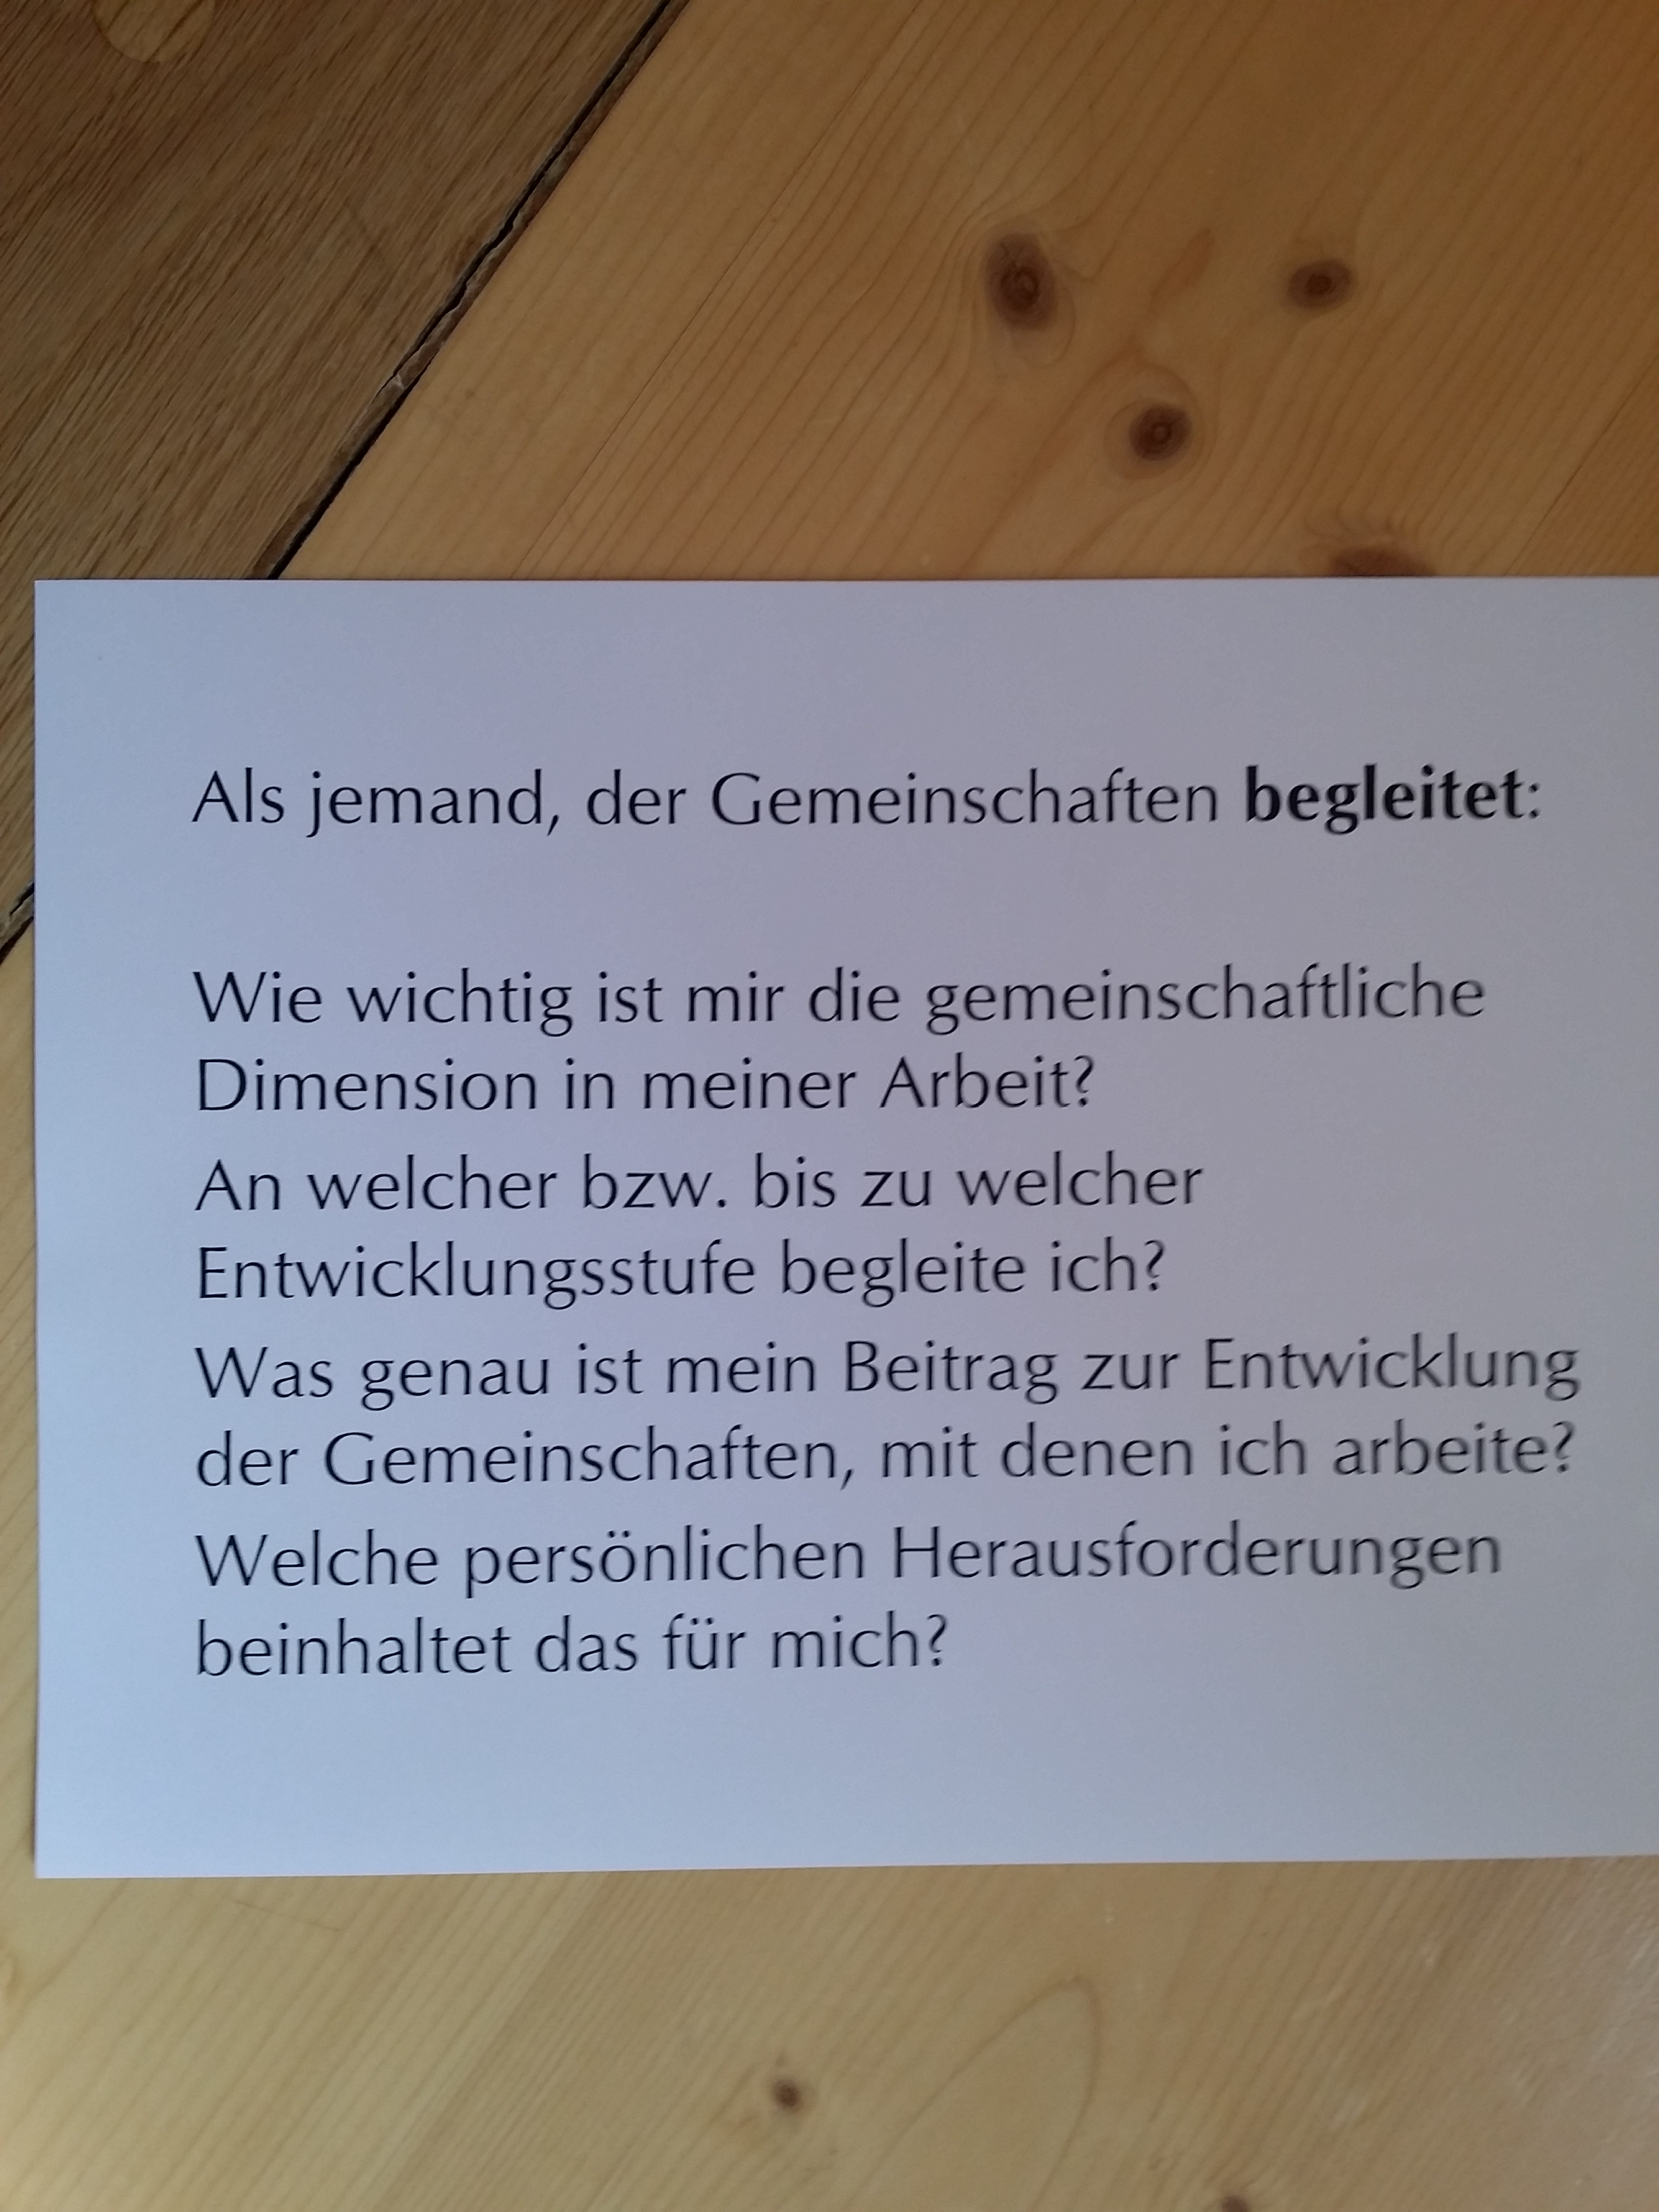 Als jemand, der Gemeinschaften begleitet:
Wie wichtig ist mir die gemeinschaftliche
Dimension in meiner Arbeit?
An welcher bzw. bis zu welcher
Entwicklungsstufe begleite ich?
Was genau ist mein Beitrag zur Entwicklung
der Gemeinschaften, mit denen ich arbeite?
Welche persönlichen Herausforderungen
beinhaltet das für mich?